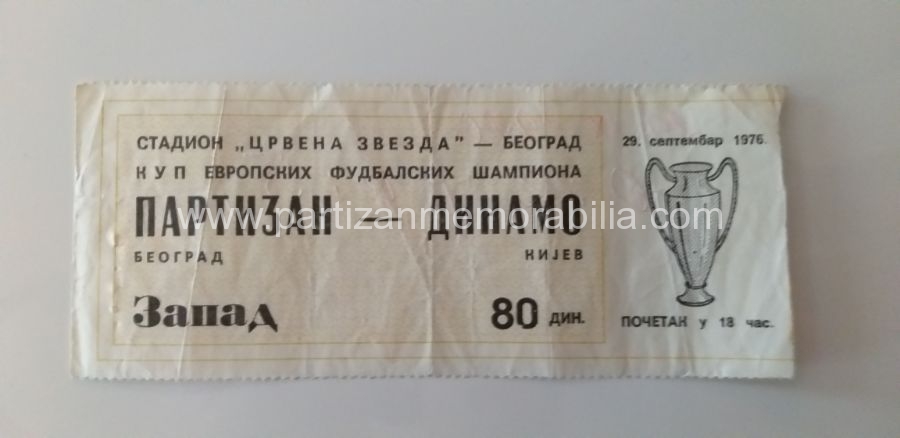 СТАДИОН „ЦРВЕНА ЗВЕЗДА" — БЕОГРАД
КУП ЕВРОПСКИХ ФУДБАЛСКИХ ШАМПИОНА
ПАРТИЗАН — ДИНАМО
БЕОГРАД КИЈЕВ
Запад 80 ДИН.
29. септембар 1976.
ПОЧЕТАК у 18 час.
www.partizanmemorabilia.com